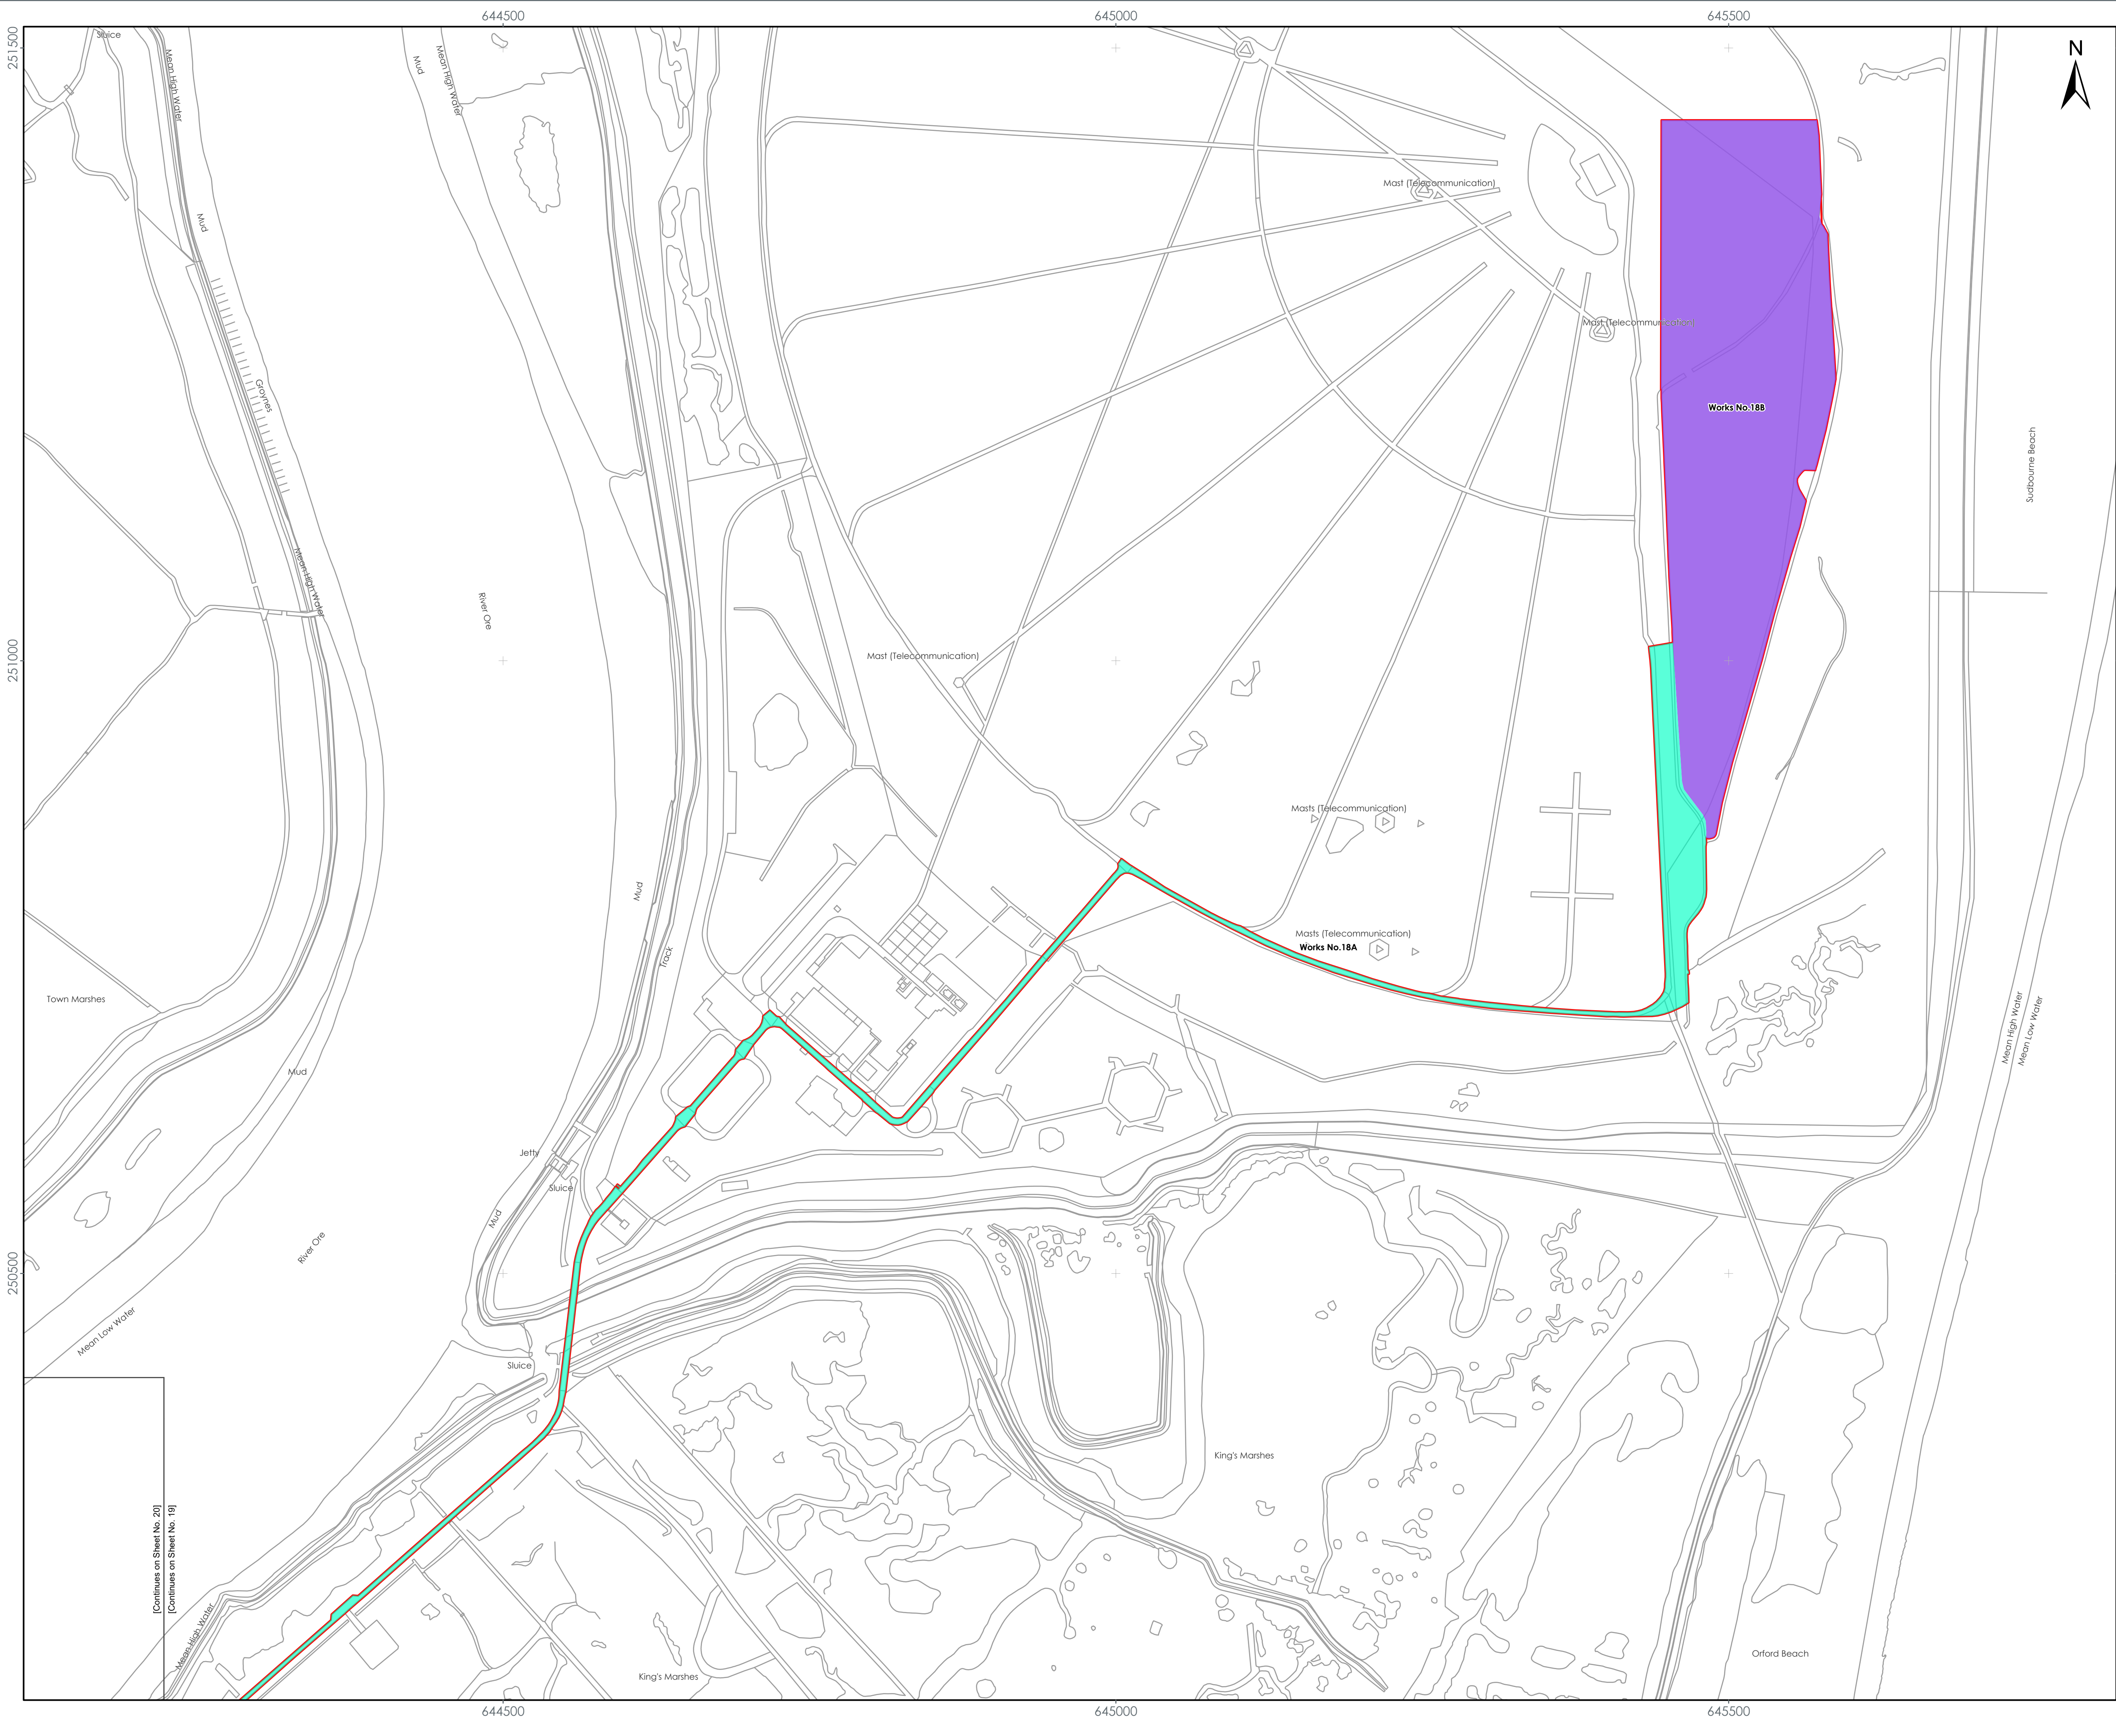 644500
645000
645500
251500
Sluice
N
Mean High Water
Mud
Mean High Water
Mud
Mast (Telecommunication)
Mast (Telecommunication)
Groynes
Works No.18B
Sudbourne Beach
Mean High Water
River Ore
251000
Mast (Telecommunication)
Masts (Telecommunication)
Mud
Masts (Telecommunication)
Works No.18A
Track
Town Marshes
Mean High Water
Mean Low Water
Mud
Jetty
Sluice
Mud
River Ore
250500
Mean Low Water
Sluice
King's Marshes
[Continues on Sheet No. 20]
[Continues on Sheet No. 19]
Mean High Water
Orford Beach
King's Marshes
644500
645000
645500